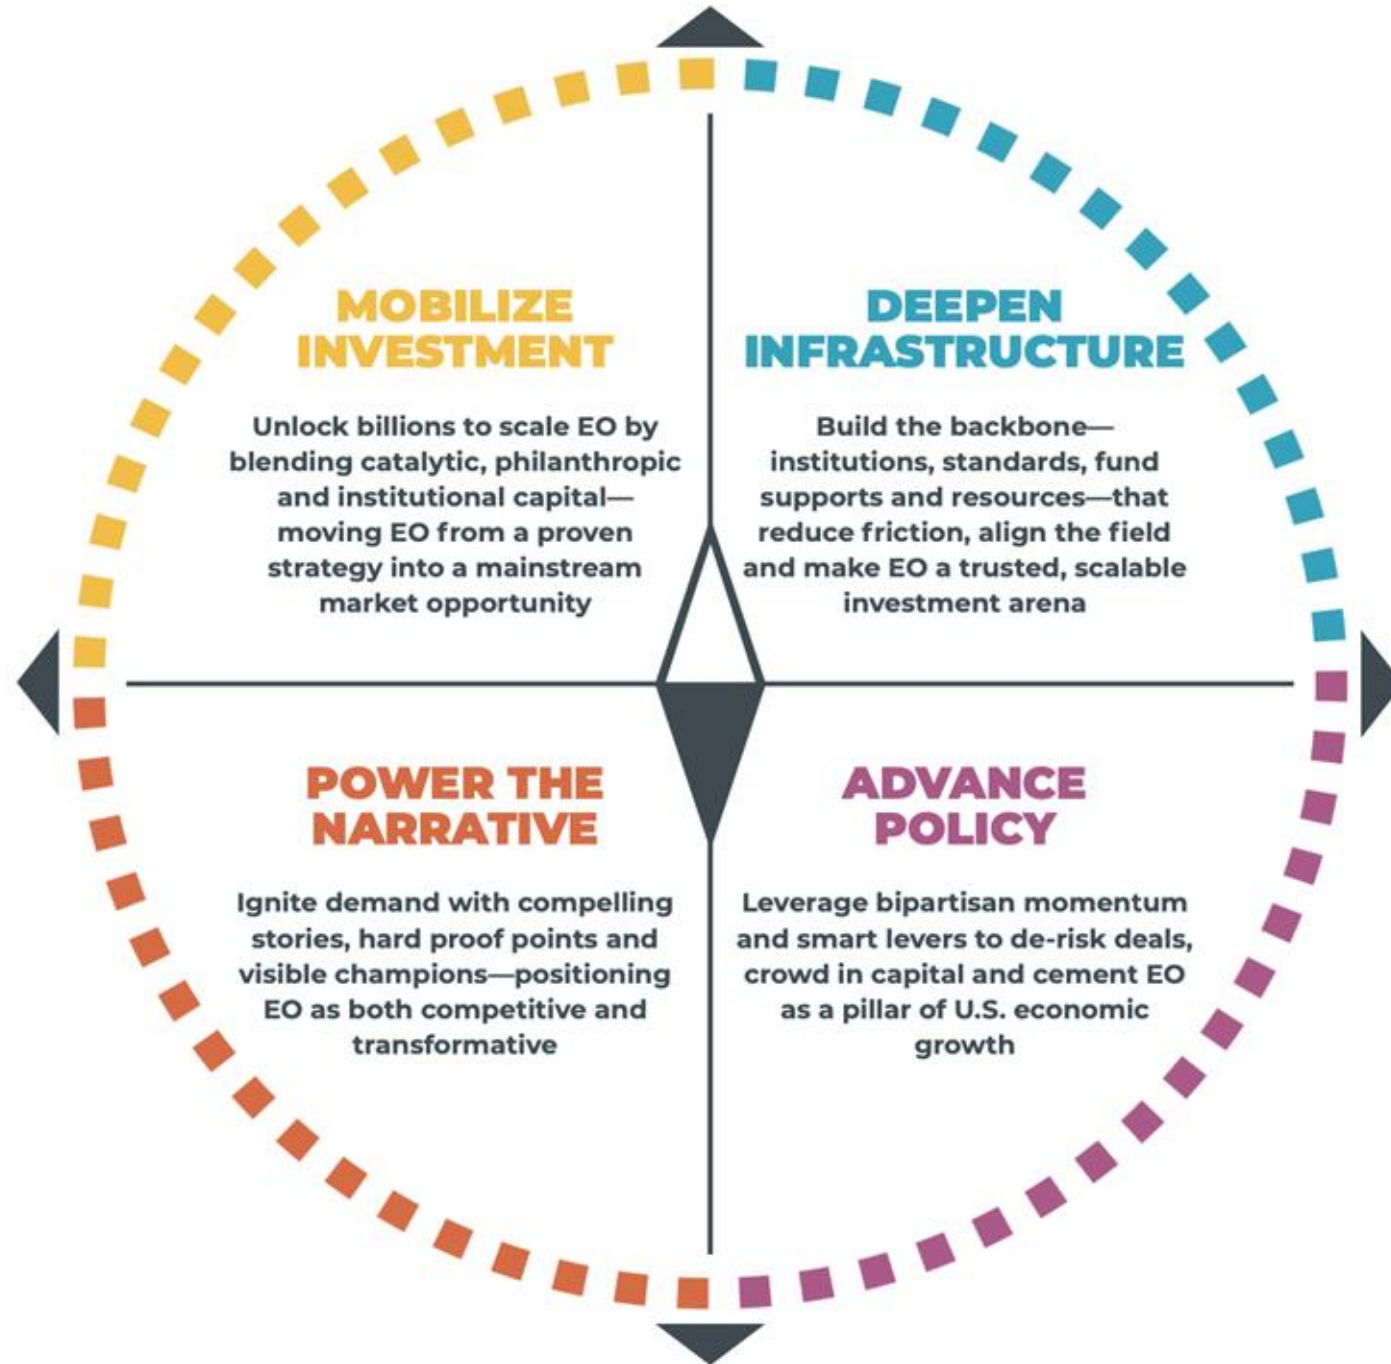 MOBILIZE
INVESTMENT
Unlock billions to scale EO by
blending catalytic, philanthropic
and institutional capital—
moving EO from a proven
strategy into a mainstream
market opportunity
DEEPEN
INFRASTRUCTURE
Build the backbone—
institutions, standards, fund
supports and resources—that
reduce friction, align the field
and make EO a trusted, scalable
investment arena
POWER THE
NARRATIVE
Ignite demand with compelling
stories, hard proof points and
visible champions—positioning
EO as both competitive and
transformative
ADVANCE
POLICY
Leverage bipartisan momentum
and smart levers to de-risk deals,
crowd in capital and cement EO
as a pillar of U.S. economic
growth